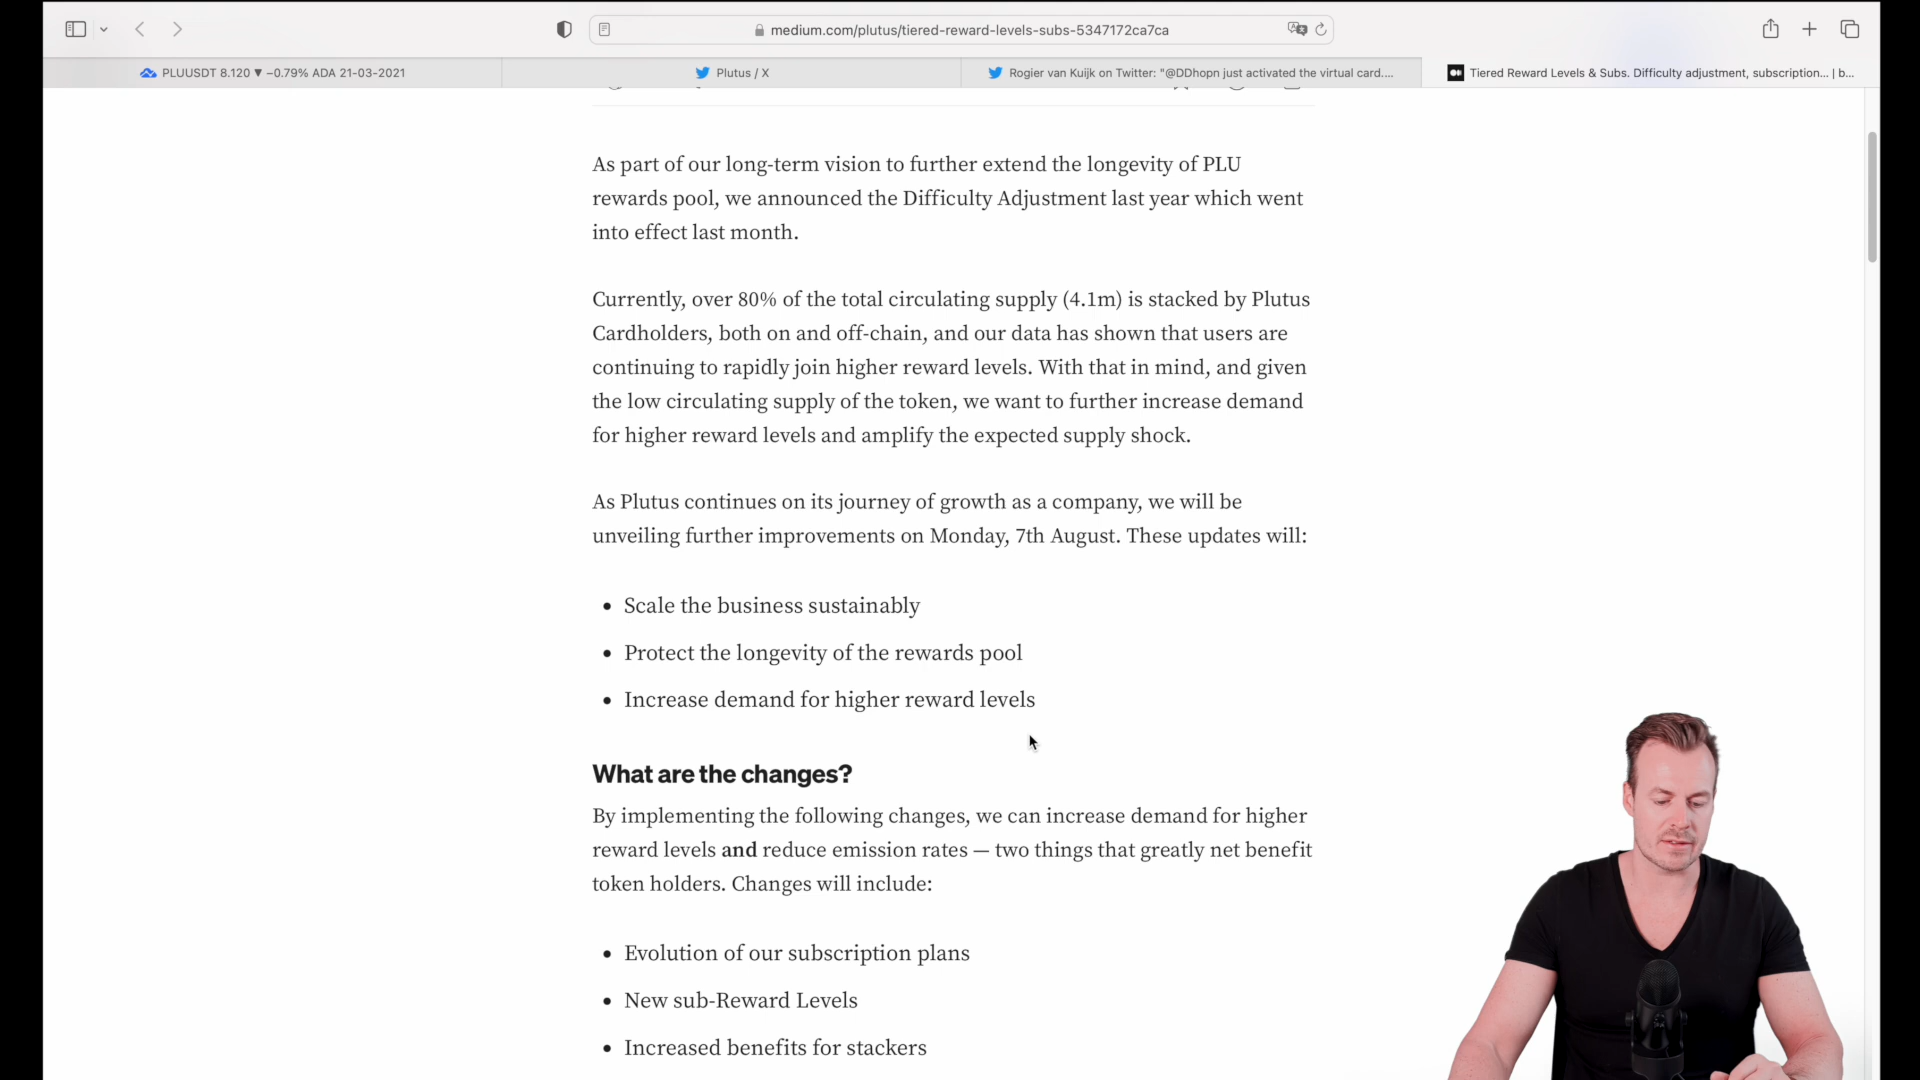 medium.com/plutus/tiered-reward-levels-subs-5347172ca7ca
PLUUSDT 8.120 ▼ −0.79% ADA 21-03-2021
Plutus / X
Rogier van Kuijk on Twitter: "@DDhopn just activated the virtual card....
Tiered Reward Levels & Subs. Difficulty adjustment, subscription... | b...
As part of our long-term vision to further extend the longevity of PLU
rewards pool, we announced the Difficulty Adjustment last year which went
into effect last month.
Currently, over 80% of the total circulating supply (4.1m) is stacked by Plutus
Cardholders, both on and off-chain, and our data has shown that users are
continuing to rapidly join higher reward levels. With that in mind, and given
the low circulating supply of the token, we want to further increase demand
for higher reward levels and amplify the expected supply shock.
As Plutus continues on its journey of growth as a company, we will be
unveiling further improvements on Monday, 7th August. These updates will:
• Scale the business sustainably
• Protect the longevity of the rewards pool
• Increase demand for higher reward levels
What are the changes?
By implementing the following changes, we can increase demand for higher
reward levels and reduce emission rates — two things that greatly net benefit
token holders. Changes will include:
• Evolution of our subscription plans
• New sub-Reward Levels
• Increased benefits for stackers